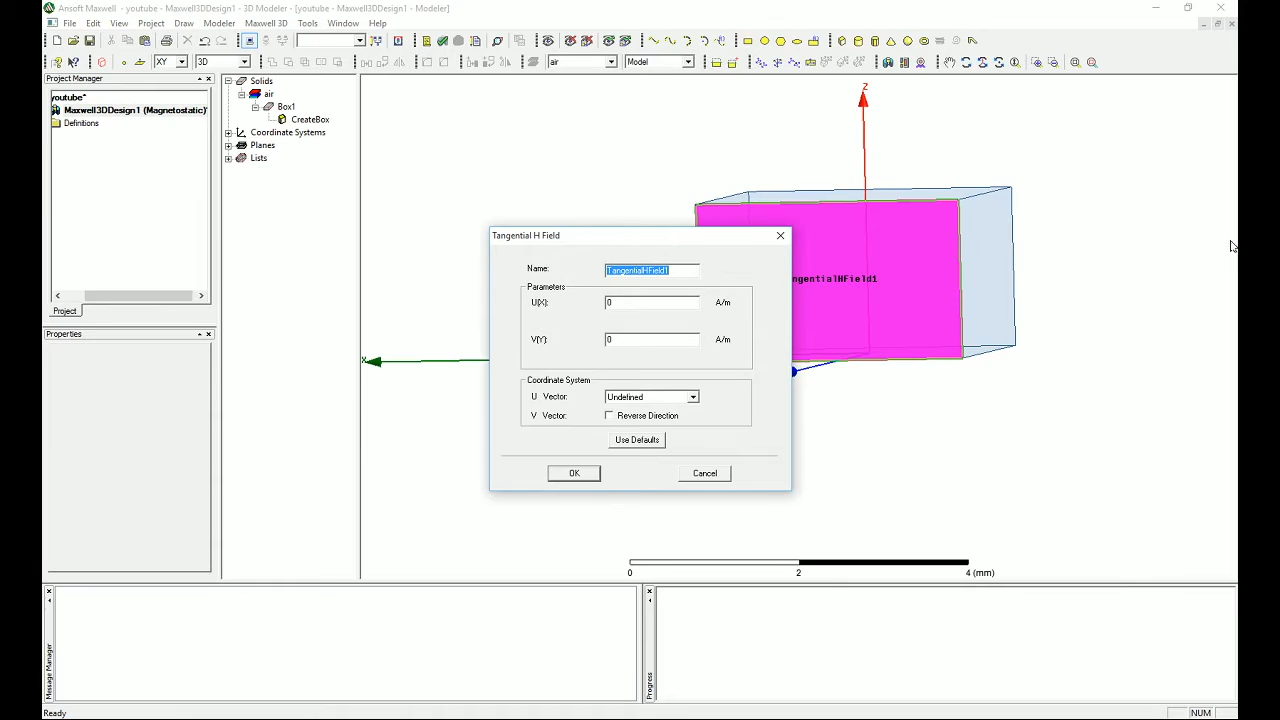 Ansoft Maxwell - youtube - Maxwell3DDesign1 - 3D Modeler - [youtube - Maxwell3DDesign1 - Modeler]
File Edit View Project Draw Modeler Maxwell 3D Tools Window Help
XY 3D air Model
Project Manager
youtube*
Maxwell3DDesign1 (Magnetostatic)*
Definitions
Project
Properties
Solids
air
Box1
CreateBox
Coordinate Systems
Planes
Lists
Z
X
ngentialHField1
Tangential H Field
Name: TangentialHField1
Parameters
U(X): 0 A/m
V(Y): 0 A/m
Coordinate System
U Vector: Undefined
V Vector: Reverse Direction
Use Defaults
OK Cancel
0 2 4 (mm)
Message Manager
Progress
Ready
NUM